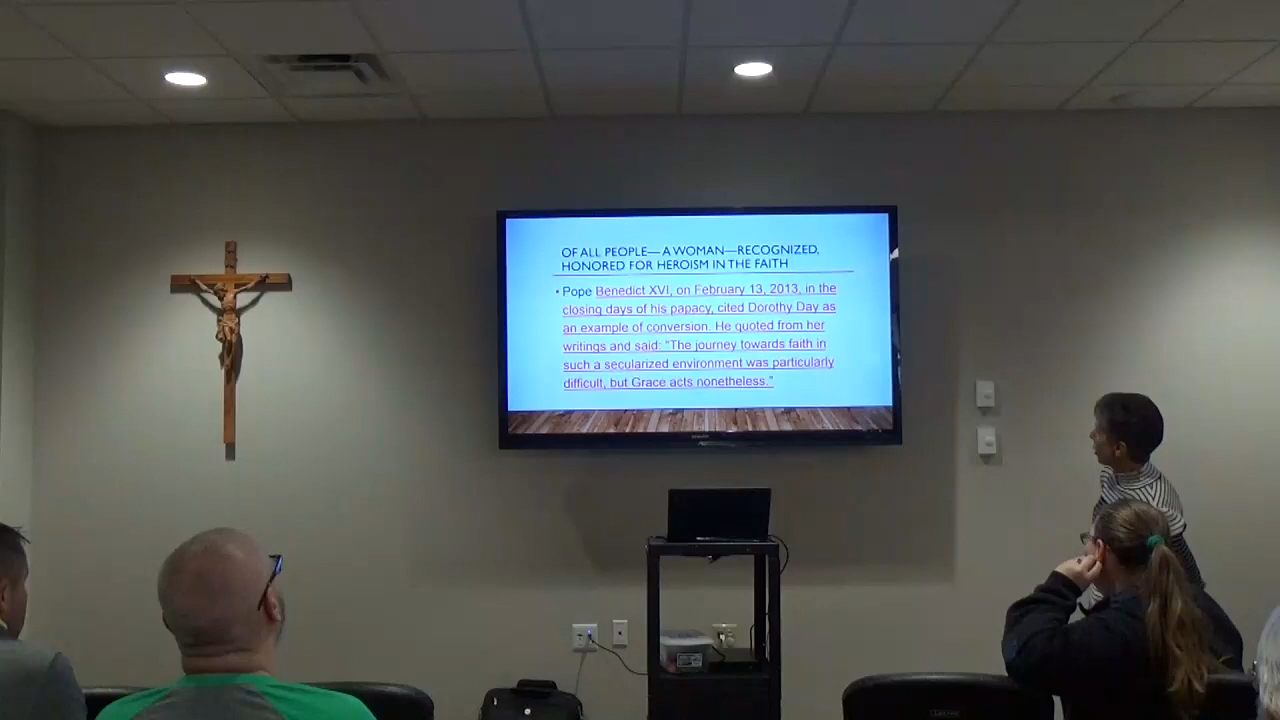 OF ALL PEOPLE—A WOMAN—RECOGNIZED,
HONORED FOR HEROISM IN THE FAITH
• Pope Benedict XVI, on February 13, 2013, in the
closing days of his papacy, cited Dorothy Day as
an example of conversion. He quoted from her
writings and said: “The journey towards faith in
such a secularized environment was particularly
difficult, but Grace acts nonetheless.”